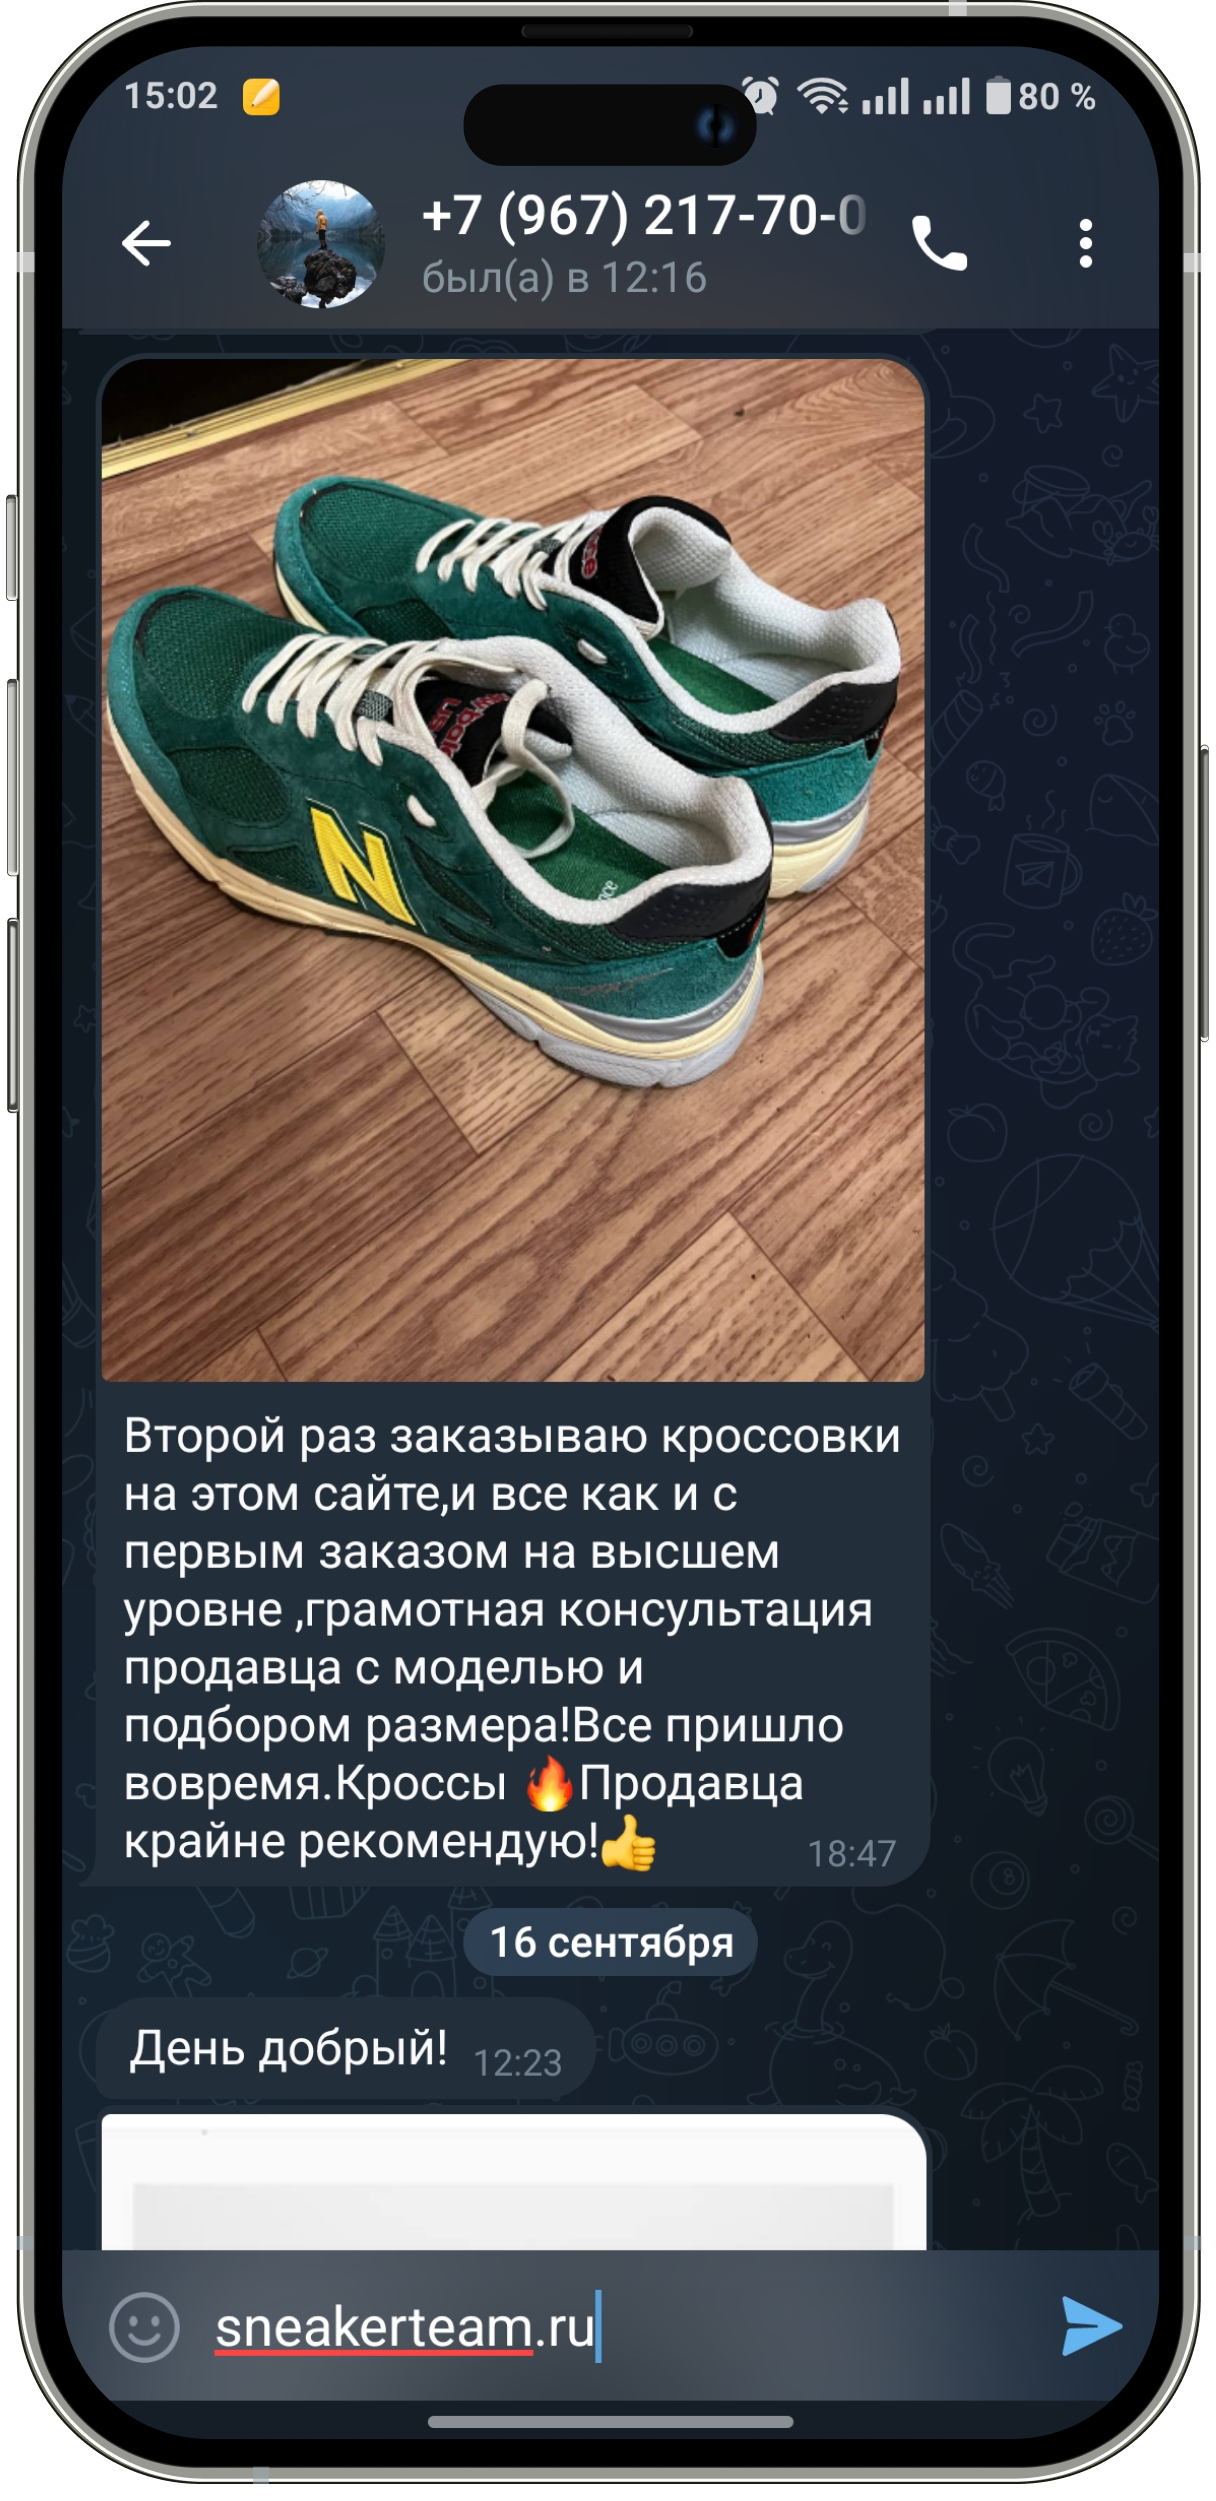 15:02
80 %
+7 (967) 217-70-0
был(а) в 12:16
N
Второй раз заказываю кроссовки
на этом сайте,и все как и с
первым заказом на высшем
уровне ,грамотная консультация
продавца с моделью и
подбором размера!Все пришло
вовремя.Кроссы 🔥Продавца
крайне рекомендую!👍
18:47
16 сентября
День добрый!
12:23
sneakerteam.ru